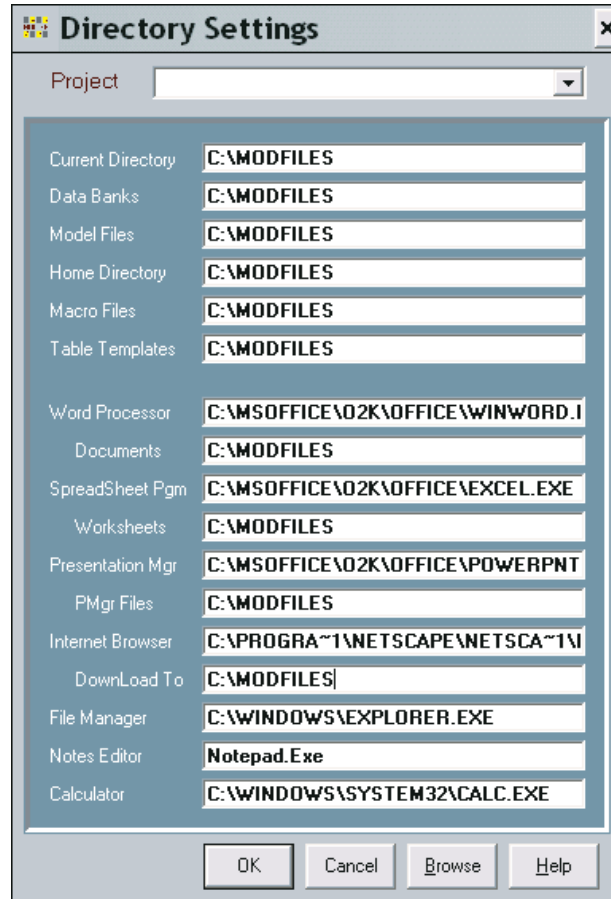 Directory Settings
Project
Current Directory C:\MODFILES
Data Banks C:\MODFILES
Model Files C:\MODFILES
Home Directory C:\MODFILES
Macro Files C:\MODFILES
Table Templates C:\MODFILES
Word Processor C:\MSOFFICE\O2K\OFFICE\WINWORD.
Documents C:\MODFILES
SpreadSheet Pgm C:\MSOFFICE\O2K\OFFICE\EXCEL.EXE
Worksheets C:\MODFILES
Presentation Mgr C:\MSOFFICE\O2K\OFFICE\POWERPNT
PMgr Files C:\MODFILES
Internet Browser C:\PROGRA~1\NETSCAPE\NETSCA~1\
DownLoad To C:\MODFILES
File Manager C:\WINDOWS\EXPLORER.EXE
Notes Editor Notepad.Exe
Calculator C:\WINDOWS\SYSTEM32\CALC.EXE
OK Cancel Browse Help